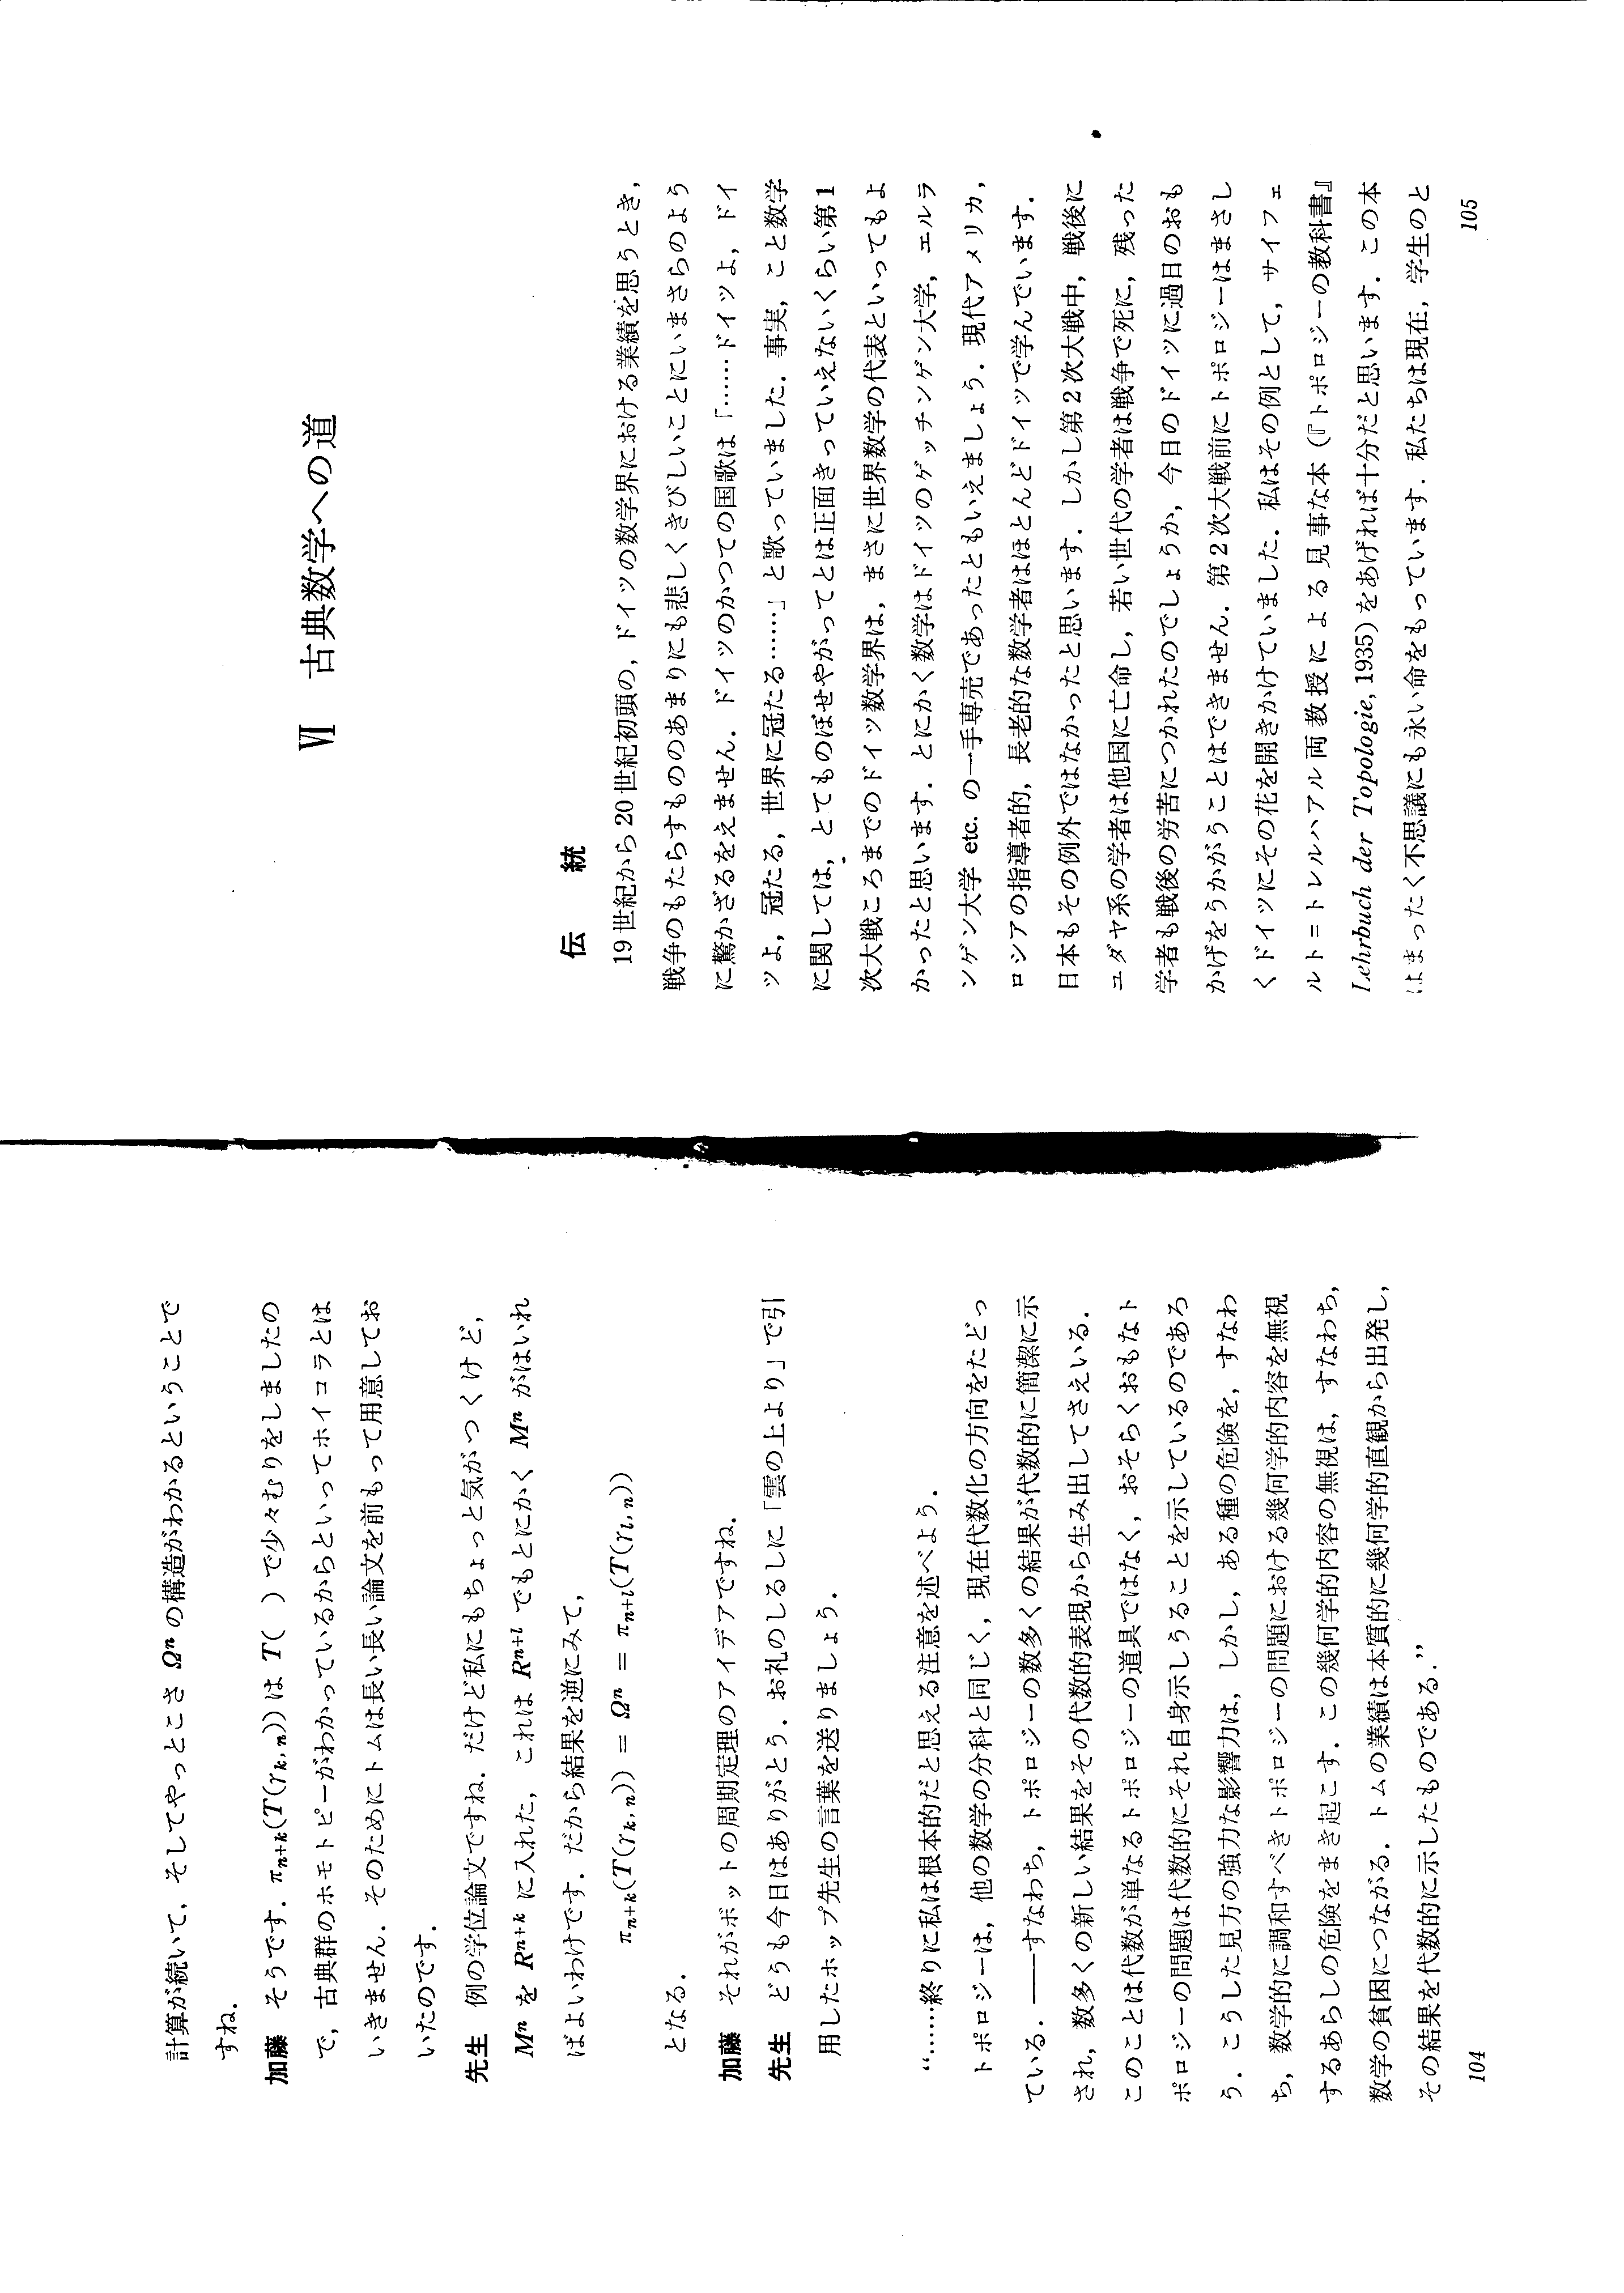 計算が続いて，そしてやっとこさ Ωⁿ の構造がわかるということで
すね．
加藤　そうです．πₙ₊ₖ(T(γₖ,ₙ))は T(　) で少々むりをしましたの
で，古典群のホモトピーがわかっているからといってホイコラとは
いきません．そのためにトムは長い長い論文を前もって用意してお
いたのです．
先生　例の学位論文ですね．だけど私にもちょっと気がつくけど，
Mⁿ を Rⁿ⁺ᵏ に入れた，これは Rⁿ⁺ˡ でもとにかく Mⁿ がはいれ
ばよいわけです．だから結果を逆にみて，
πₙ₊ₖ(T(γₖ,ₙ)) = Ωⁿ = πₙ₊ₗ(T(γₗ,ₙ))
となる．
加藤　それがボットの周期定理のアイデアですね．
先生　どうも今日はありがとう．お礼のしるしに「雲の上より」で引
用したホップ先生の言葉を送りましょう．
“……終りに私は根本的だと思える注意を述べよう．
トポロジーは，他の数学の分科と同じく，現在代数化の方向をたどっ
ている．――すなわち，トポロジーの数多くの結果が代数的に簡潔に示
され，数多くの新しい結果をその代数的表現から生み出してさえいる．
このことは代数が単なるトポロジーの道具ではなく，おそらくおもなト
ポロジーの問題は代数的にそれ自身示しうることを示しているのであろ
う．こうした見方の強力な影響力は，しかし，ある種の危険を，すなわ
ち，数学的に調和すべきトポロジーの問題における幾何学的内容を無視
するあらしの危険をまき起こす．この幾何学的内容の無視は，すなわち，
数学の貧困につながる．トムの業績は本質的に幾何学的直観から出発し，
その結果を代数的に示したものである．”
104
Ⅵ　古典数学への道
伝　統
19世紀から20世紀初頭の，ドイツの数学界における業績を思うとき，
戦争のもたらすもののあまりにも悲しくきびしいことにいまさらのよう
に驚かざるをえません．ドイツのかつての国歌は「……ドイツよ，ドイ
ツよ，冠たる，世界に冠たる……」と歌っていました．事実，こと数学
に関しては，とてものぼせやがってとは正面きっていえないくらい第1
次大戦ころまでのドイツ数学界は，まさに世界数学の代表といってもよ
かったと思います．とにかく数学はドイツのゲッチンゲン大学，エルラ
ンゲン大学 etc. の一手専売であったともいえましょう．現代アメリカ，
ロシアの指導者的，長老的な数学者はほとんどドイツで学んでいます．
日本もその例外ではなかったと思います．しかし第2次大戦中，戦後に
ユダヤ系の学者は他国に亡命し，若い世代の学者は戦争で死に，残った
学者も戦後の労苦につかれたのでしょうか，今日のドイツに過日のおも
かげをうかがうことはできません．第2次大戦前にトポロジーはまさし
くドイツにその花を開きかけていました．私はその例として，サイフェ
ルト＝トレルハアル両教授による見事な本（『トポロジーの教科書』
Lehrbuch der Topologie, 1935）をあげれば十分だと思います．この本
はまったく不思議にも永い命をもっています．私たちは現在，学生のと
105